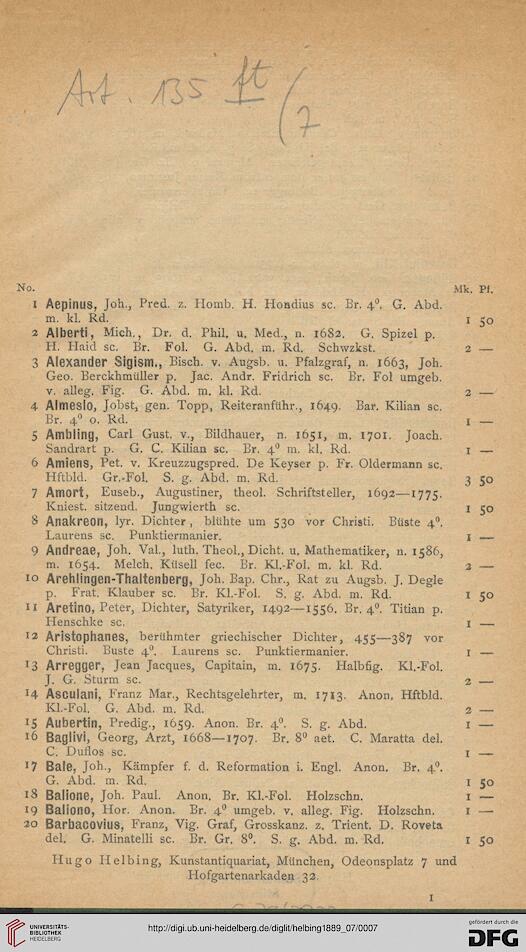 Art. 135 ft
(7
No. Mk. Pf.
1 Aepinus, Joh., Pred. z. Homb. H. Hondius sc. Br. 4⁰. G. Abd.
m. kl. Rd. 1 50
2 Alberti, Mich., Dr. d. Phil. u. Med., n. 1682. G. Spizel p.
H. Haid sc. Br. Fol. G. Abd. m. Rd. Schwzkst. 2 —
3 Alexander Sigism., Bisch. v. Augsb. u. Pfalzgraf, n. 1663, Joh.
Geo. Berckhmüller p. Jac. Andr. Fridrich sc. Br. Fol umgeb.
v. alleg. Fig. G. Abd. m. kl. Rd. 2 —
4 Almeslo, Jobst, gen. Topp, Reiteranführ., 1649. Bar. Kilian sc.
Br. 4⁰ o. Rd. 1 —
5 Ambling, Carl Gust. v., Bildhauer, n. 1651, m. 1701. Joach.
Sandrart p. G. C. Kilian sc. Br. 4⁰ m. kl. Rd. 1 —
6 Amiens, Pet. v. Kreuzzugspred. De Keyser p. Fr. Oldermann sc.
Hftbld. Gr.-Fol. S. g. Abd. m. Rd. 3 50
7 Amort, Euseb., Augustiner, theol. Schriftsteller, 1692—1775.
Kniest. sitzend. Jungwierth sc. 1 50
8 Anakreon, lyr. Dichter, blühte um 530 vor Christi. Büste 4⁰.
Laurens sc. Punktiermanier. 1 —
9 Andreae, Joh. Val., luth. Theol., Dicht. u. Mathematiker, n. 1586,
m. 1654. Melch. Küsell fec. Br. Kl.-Fol. m. kl. Rd. 2 —
10 Arehlingen-Thaltenberg, Joh. Bap. Chr., Rat zu Augsb. J. Degle
p. Frat. Klauber sc. Br. Kl.-Fol. S. g. Abd. m. Rd. 1 50
11 Aretino, Peter, Dichter, Satyriker, 1492—1556. Br. 4⁰. Titian p.
Henschke sc. 1 —
12 Aristophanes, berühmter griechischer Dichter, 455—387 vor
Christi. Buste 4⁰. Laurens sc. Punktiermanier. 1 —
13 Arregger, Jean Jacques, Capitain, m. 1675. Halbfig. Kl.-Fol.
J. G. Sturm sc. 2 —
14 Asculani, Franz Mar., Rechtsgelehrter, m. 1713. Anon. Hftbld.
Kl.-Fol. G. Abd. m. Rd. 2 —
15 Aubertin, Predig., 1659. Anon. Br. 4⁰. S. g. Abd. 1 —
16 Baglivi, Georg, Arzt, 1668—1707. Br. 8⁰ aet. C. Maratta del.
C. Duflos sc. 1 —
17 Bale, Joh., Kämpfer f. d. Reformation i. Engl. Anon. Br. 4⁰.
G. Abd. m. Rd. 1 50
18 Balione, Joh. Paul. Anon. Br. Kl.-Fol. Holzschn. 1 —
19 Baliono, Hor. Anon. Br. 4⁰ umgeb. v. alleg. Fig. Holzschn. 1 —
20 Barbacovius, Franz, Vig. Graf, Grosskanz. z. Trient. D. Roveta
del. G. Minatelli sc. Br. Gr. 8⁰. S. g. Abd. m. Rd. 1 50
Hugo Helbing, Kunstantiquariat, München, Odeonsplatz 7 und
Hofgartenarkaden 32.
1
UNIVERSITÄTS-
BIBLIOTHEK
HEIDELBERG
http://digi.ub.uni-heidelberg.de/diglit/helbing1889_07/0007
gefördert durch die
DFG